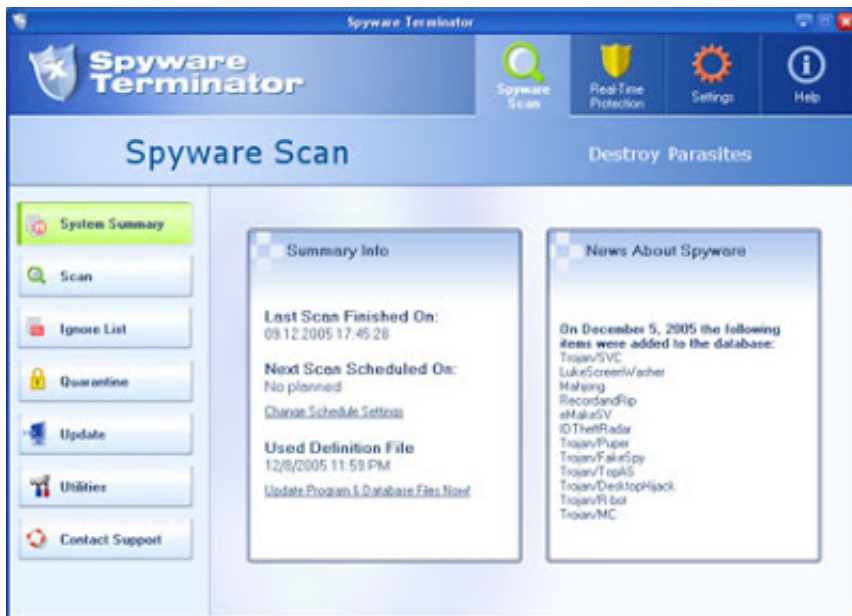 Spyware Terminator
Spyware
Terminator
Spyware
Scan
Real-Time
Protection
Settings
Help
Spyware Scan
Destroy Parasites
System Summary
Scan
Ignore List
Quarantine
Update
Utilities
Contact Support
Summary Info
Last Scan Finished On:
09.12.2005 17:45:28
Next Scan Scheduled On:
No planned
Change Schedule Settings
Used Definition File
12/8/2005 11:59 PM
Update Program & Database Files Now!
News About Spyware
On December 5, 2005 the following
items were added to the database:
Trojan/SVC
LukeScreenWasher
Mahjong
RecordandRip
eMakeSV
IDTheftRadar
Trojan/Puper
Trojan/FakeSpy
Trojan/TopAS
Trojan/DesktopHijack
Trojan/R-bot
Trojan/MC